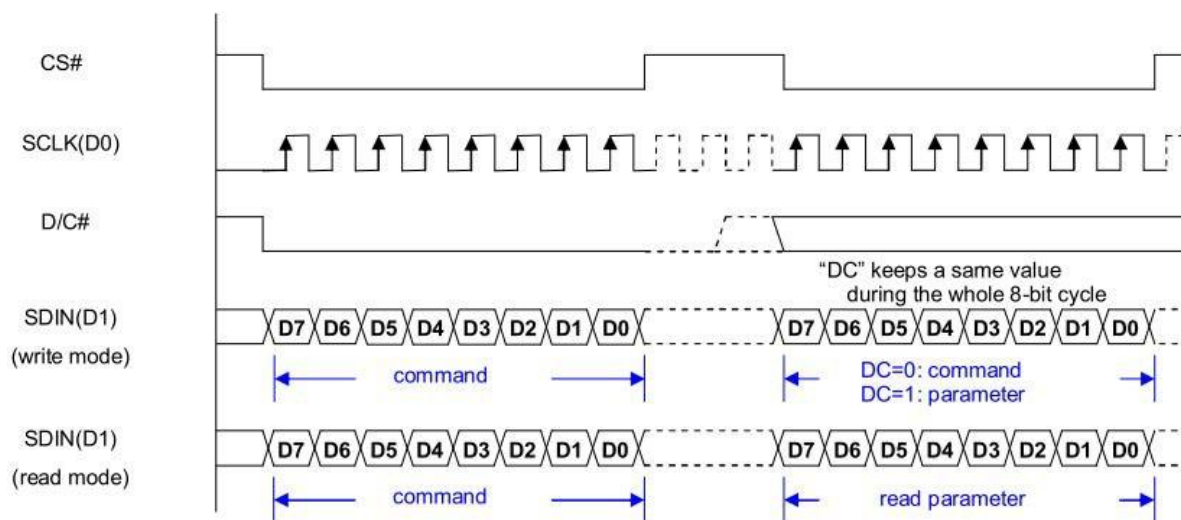 CS#
SCLK(D0)
D/C#
“DC” keeps a same value
during the whole 8-bit cycle
SDIN(D1)
(write mode)
D7 D6 D5 D4 D3 D2 D1 D0
D7 D6 D5 D4 D3 D2 D1 D0
command
DC=0: command
DC=1: parameter
SDIN(D1)
(read mode)
D7 D6 D5 D4 D3 D2 D1 D0
D7 D6 D5 D4 D3 D2 D1 D0
command
read parameter